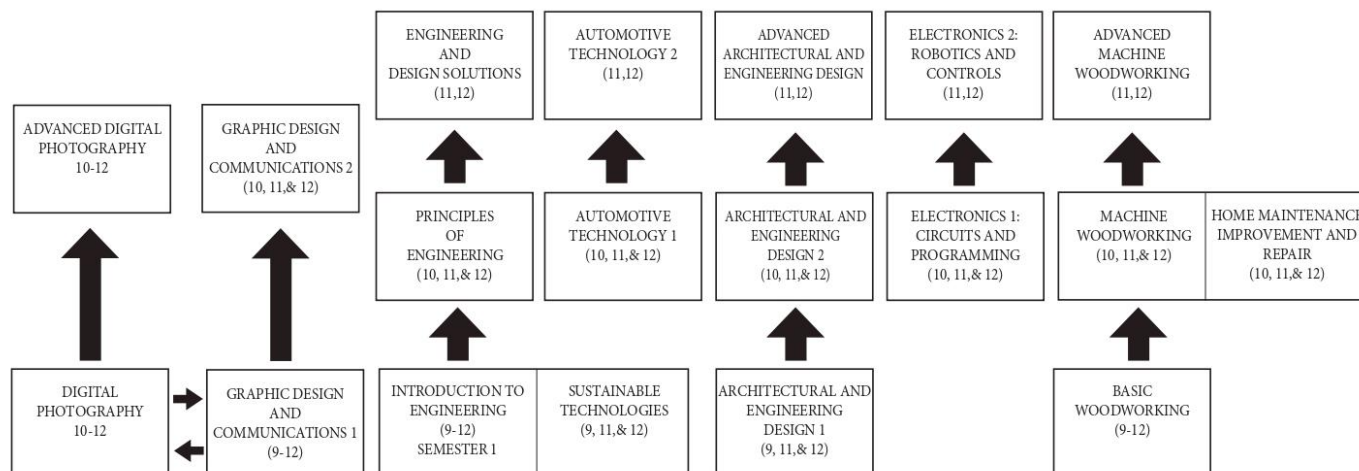 ENGINEERING
AND
DESIGN SOLUTIONS
(11,12)
AUTOMOTIVE
TECHNOLOGY 2
(11,12)
ADVANCED
ARCHITECTURAL AND
ENGINEERING DESIGN
(11,12)
ELECTRONICS 2:
ROBOTICS AND
CONTROLS
(11,12)
ADVANCED
MACHINE
WOODWORKING
(11,12)
ADVANCED DIGITAL
PHOTOGRAPHY
10-12
GRAPHIC DESIGN
AND
COMMUNICATIONS 2
(10, 11,& 12)
PRINCIPLES
OF
ENGINEERING
(10, 11,& 12)
AUTOMOTIVE
TECHNOLOGY 1
(10, 11,& 12)
ARCHITECTURAL AND
ENGINEERING
DESIGN 2
(10, 11,& 12)
ELECTRONICS 1:
CIRCUITS AND
PROGRAMMING
(10, 11,& 12)
MACHINE
WOODWORKING
(10, 11,& 12)
HOME MAINTENANCE
IMPROVEMENT AND
REPAIR
(10, 11,& 12)
DIGITAL
PHOTOGRAPHY
10-12
GRAPHIC DESIGN
AND
COMMUNICATIONS 1
(9-12)
INTRODUCTION TO
ENGINEERING
(9-12)
SEMESTER 1
SUSTAINABLE
TECHNOLOGIES
(9, 11,& 12)
ARCHITECTURAL AND
ENGINEERING
DESIGN 1
(9, 11,& 12)
BASIC
WOODWORKING
(9-12)